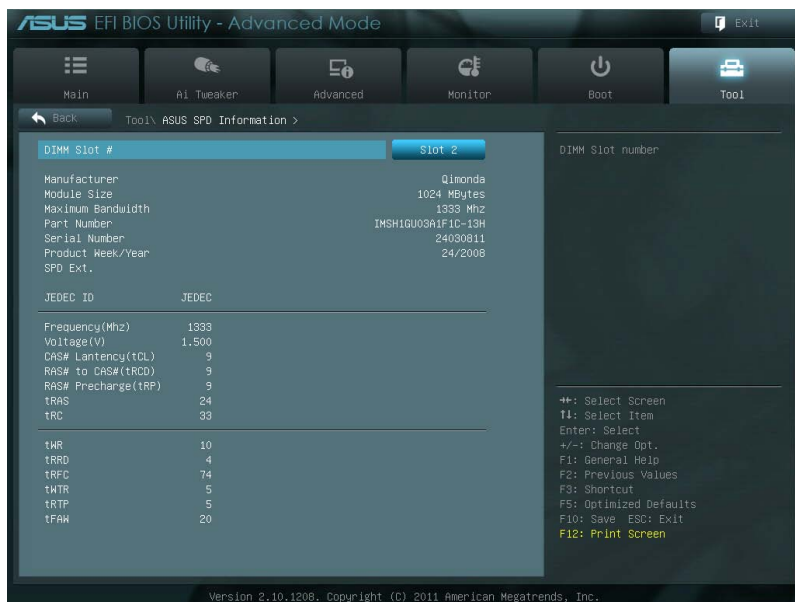 ASUS EFI BIOS Utility - Advanced Mode
Exit
Main
Ai Tweaker
Advanced
Monitor
Boot
Tool
Back Tool\ ASUS SPD Information >
DIMM Slot # Slot 2
Manufacturer Qimonda
Module Size 1024 MBytes
Maximum Bandwidth 1333 Mhz
Part Number IMSH1GU03A1F1C-13H
Serial Number 24030811
Product Week/Year 24/2008
SPD Ext.
JEDEC ID JEDEC
Frequency(Mhz) 1333
Voltage(V) 1.500
CAS# Lantency(tCL) 9
RAS# to CAS#(tRCD) 9
RAS# Precharge(tRP) 9
tRAS 24
tRC 33
tWR 10
tRRD 4
tRFC 74
tWTR 5
tRTP 5
tFAW 20
DIMM Slot number
→←: Select Screen
↑↓: Select Item
Enter: Select
+/-: Change Opt.
F1: General Help
F2: Previous Values
F3: Shortcut
F5: Optimized Defaults
F10: Save ESC: Exit
F12: Print Screen
Version 2.10.1208. Copyright (C) 2011 American Megatrends, Inc.